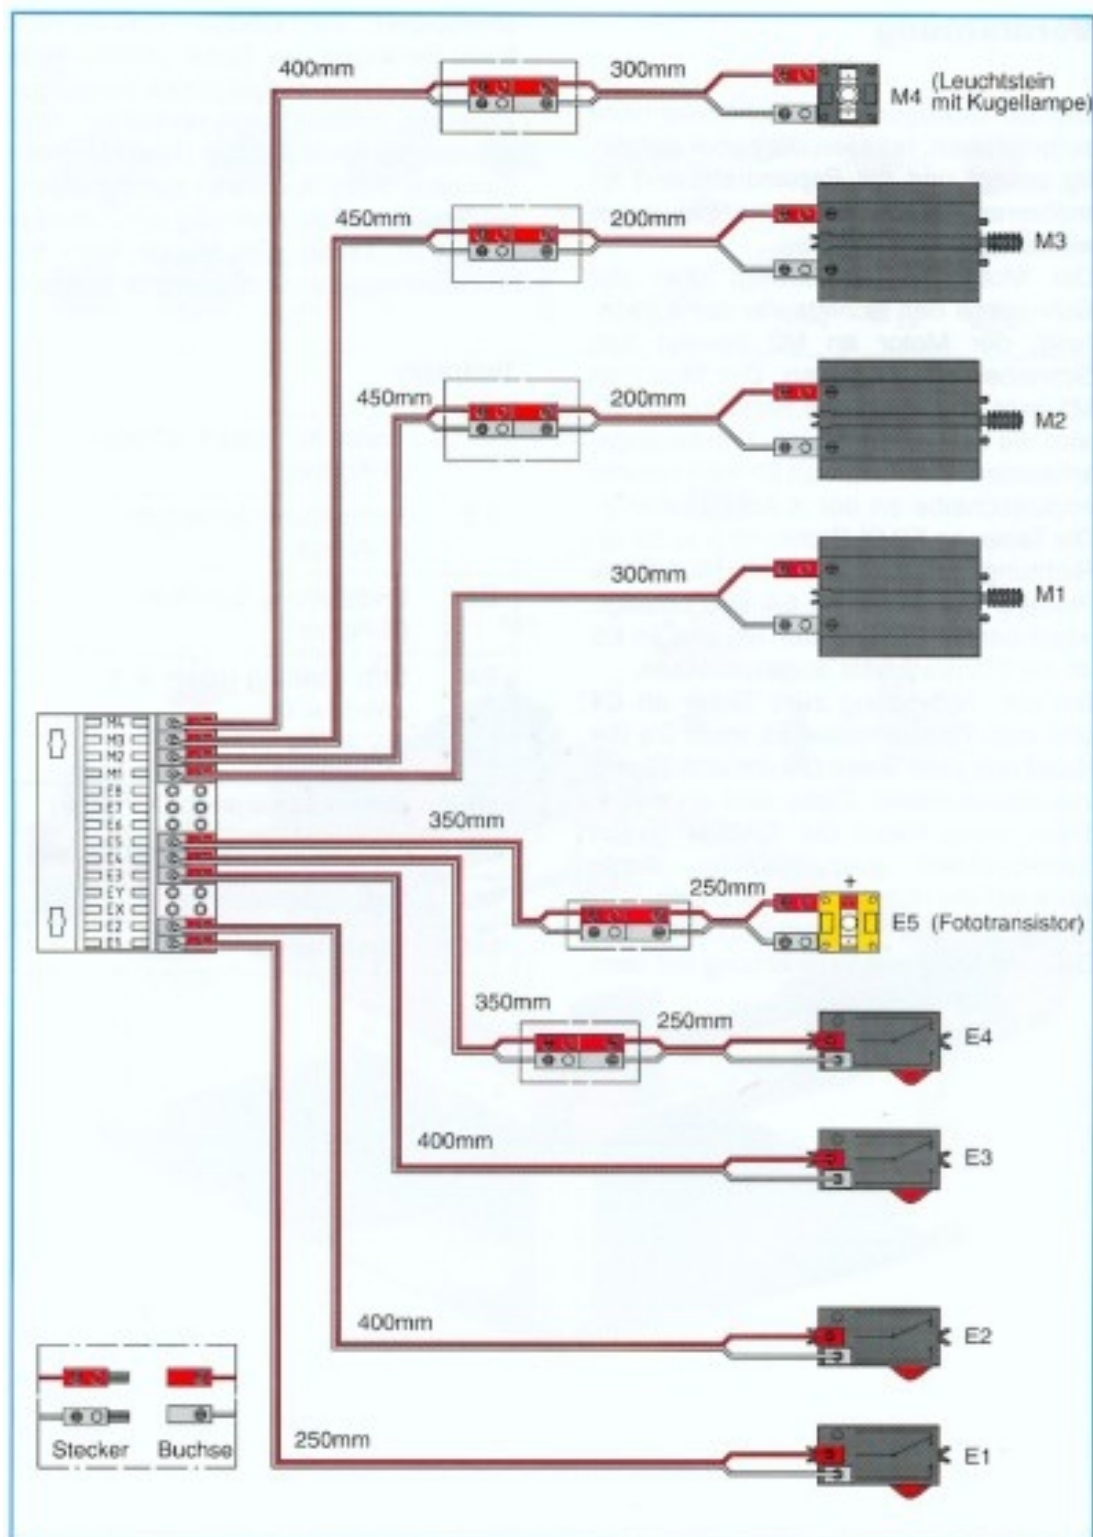 400mm
300mm
M4 (Leuchtstein
mit Kugellampe)
450mm
200mm
M3
450mm
200mm
M2
300mm
M1
M4
M3
M2
M1
E8
E7
E6
E5
E4
E3
EY
EX
E2
E1
350mm
250mm
+
E5 (Fototransistor)
350mm
250mm
E4
400mm
E3
400mm
E2
250mm
E1
Stecker Buchse